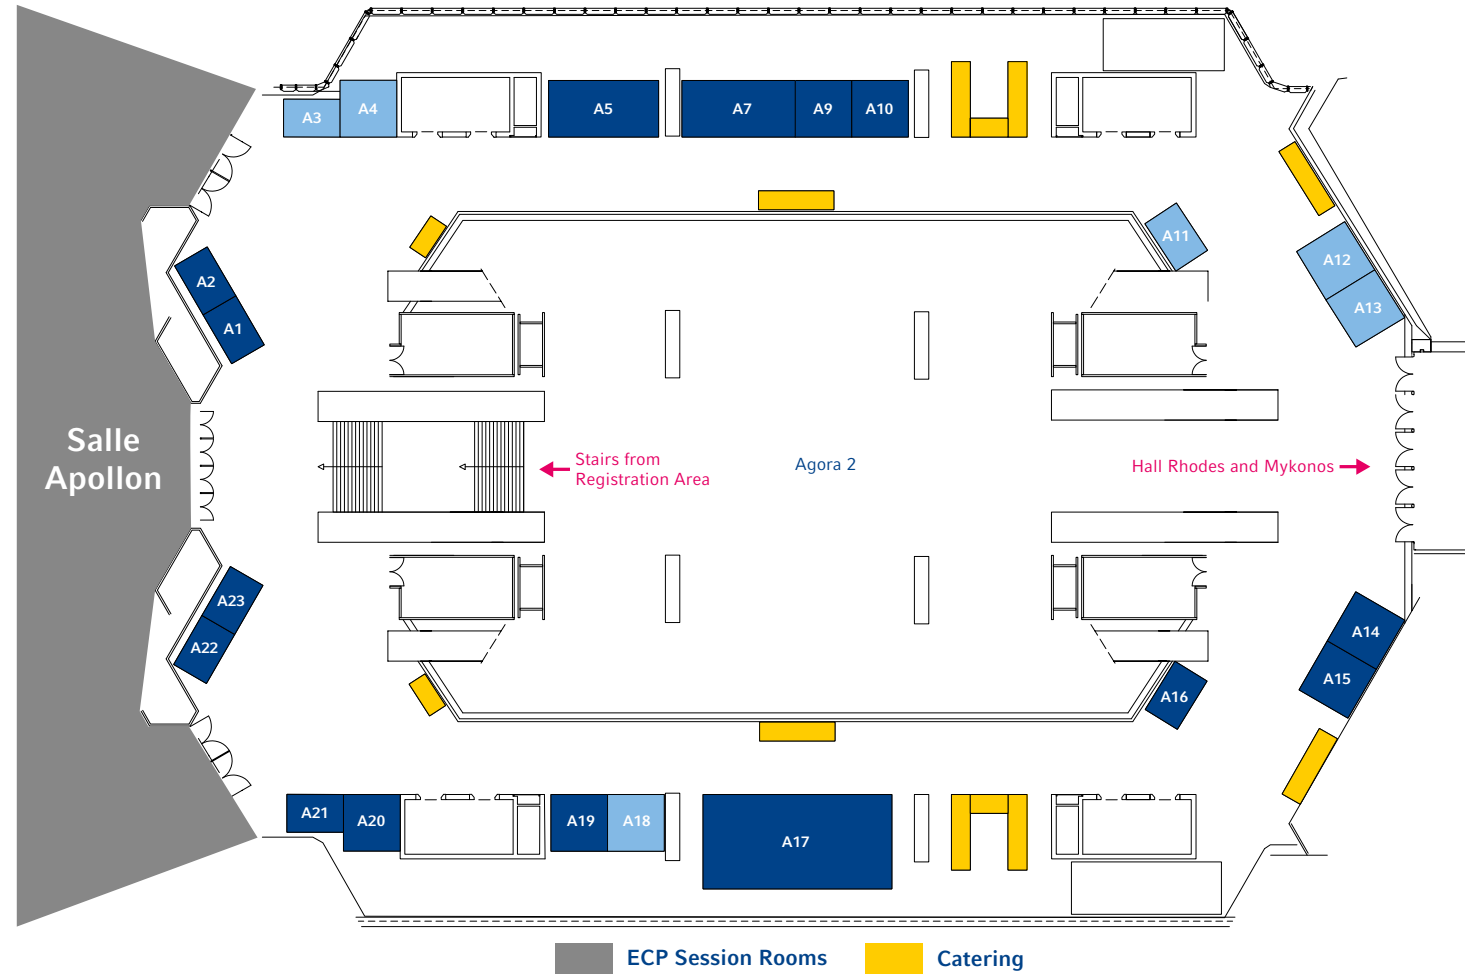 A3
A4
A5
A7
A9
A10
A11
A12
A13
A2
A1
Salle
Apollon
Stairs from
Registration Area
Agora 2
Hall Rhodes and Mykonos
A23
A22
A14
A15
A16
A21
A20
A19
A18
A17
ECP Session Rooms
Catering